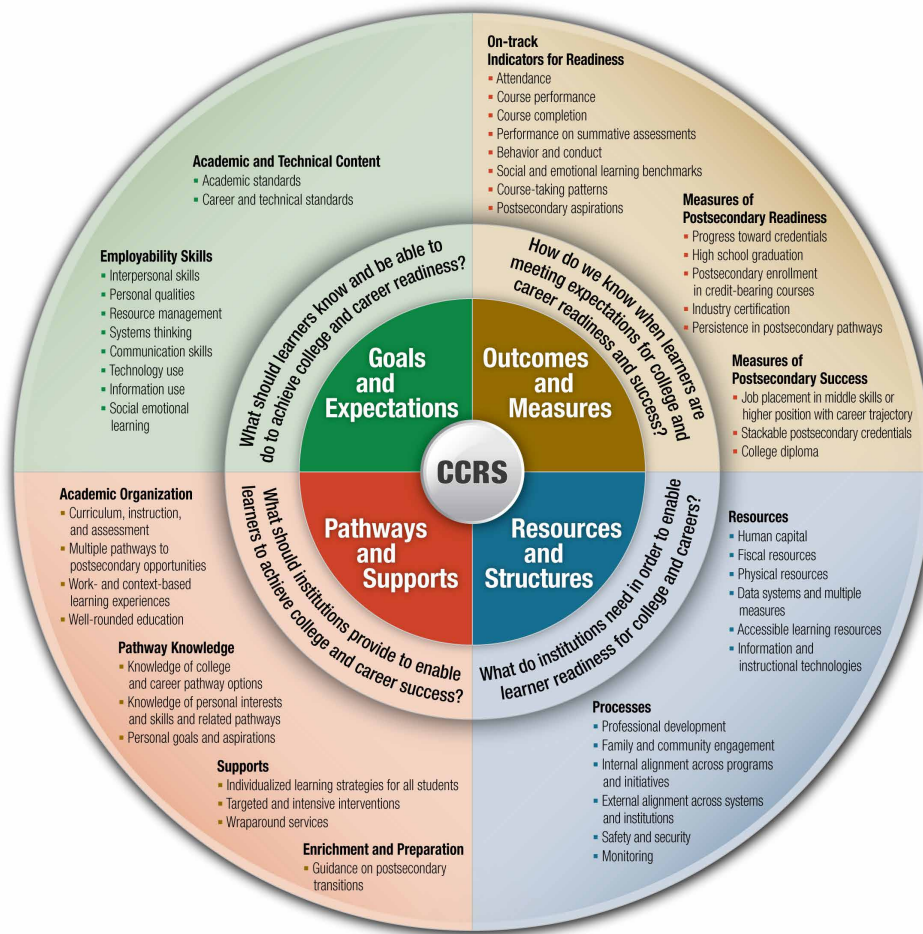 Academic and Technical Content
▪ Academic standards
▪ Career and technical standards
Employability Skills
▪ Interpersonal skills
▪ Personal qualities
▪ Resource management
▪ Systems thinking
▪ Communication skills
▪ Technology use
▪ Information use
▪ Social emotional
learning
What should learners know and be able to
do to achieve college and career readiness?
Goals
and
Expectations
On-track
Indicators for Readiness
▪ Attendance
▪ Course performance
▪ Course completion
▪ Performance on summative assessments
▪ Behavior and conduct
▪ Social and emotional learning benchmarks
▪ Course-taking patterns
▪ Postsecondary aspirations
Measures of
Postsecondary Readiness
▪ Progress toward credentials
▪ High school graduation
▪ Postsecondary enrollment
in credit-bearing courses
▪ Industry certification
▪ Persistence in postsecondary pathways
Measures of
Postsecondary Success
▪ Job placement in middle skills or
higher position with career trajectory
▪ Stackable postsecondary credentials
▪ College diploma
How do we know when learners are
meeting expectations for college and
career readiness and success?
Outcomes
and
Measures
CCRS
Academic Organization
▪ Curriculum, instruction,
and assessment
▪ Multiple pathways to
postsecondary opportunities
▪ Work- and context-based
learning experiences
▪ Well-rounded education
Pathway Knowledge
▪ Knowledge of college
and career pathway options
▪ Knowledge of personal interests
and skills and related pathways
▪ Personal goals and aspirations
Supports
▪ Individualized learning strategies for all students
▪ Targeted and intensive interventions
▪ Wraparound services
Enrichment and Preparation
▪ Guidance on postsecondary
transitions
What should institutions provide to enable
learners to achieve college and career success?
Pathways
and
Supports
Resources
and
Structures
What do institutions need in order to enable
learner readiness for college and careers?
Resources
▪ Human capital
▪ Fiscal resources
▪ Physical resources
▪ Data systems and multiple
measures
▪ Accessible learning resources
▪ Information and
instructional technologies
Processes
▪ Professional development
▪ Family and community engagement
▪ Internal alignment across programs
and initiatives
▪ External alignment across systems
and institutions
▪ Safety and security
▪ Monitoring